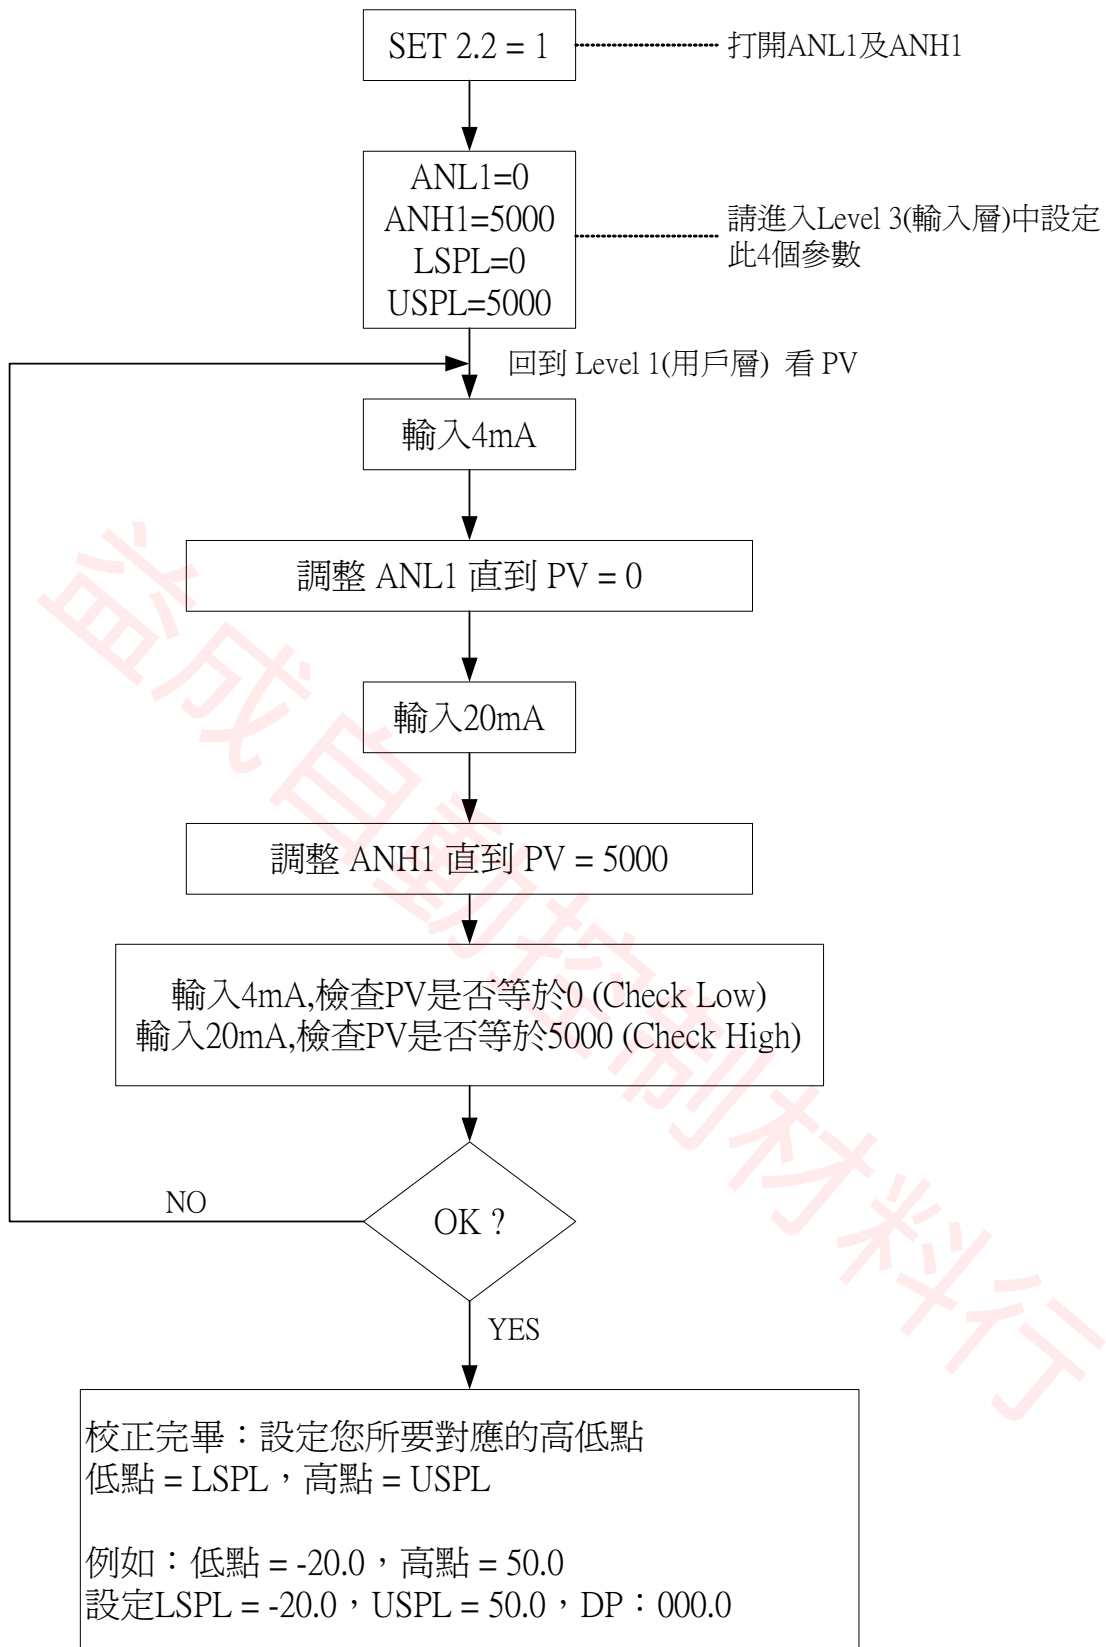 SET 2.2 = 1
打開ANL1及ANH1
ANL1=0
ANH1=5000
LSPL=0
USPL=5000
請進入Level 3(輸入層)中設定
此4個參數
回到 Level 1(用戶層) 看 PV
輸入4mA
調整 ANL1 直到 PV = 0
輸入20mA
調整 ANH1 直到 PV = 5000
輸入4mA,檢查PV是否等於0 (Check Low)
輸入20mA,檢查PV是否等於5000 (Check High)
OK ?
NO
YES
校正完畢：設定您所要對應的高低點
低點 = LSPL，高點 = USPL
例如：低點 = -20.0，高點 = 50.0
設定LSPL = -20.0，USPL = 50.0，DP：000.0
益成自動控制材料行